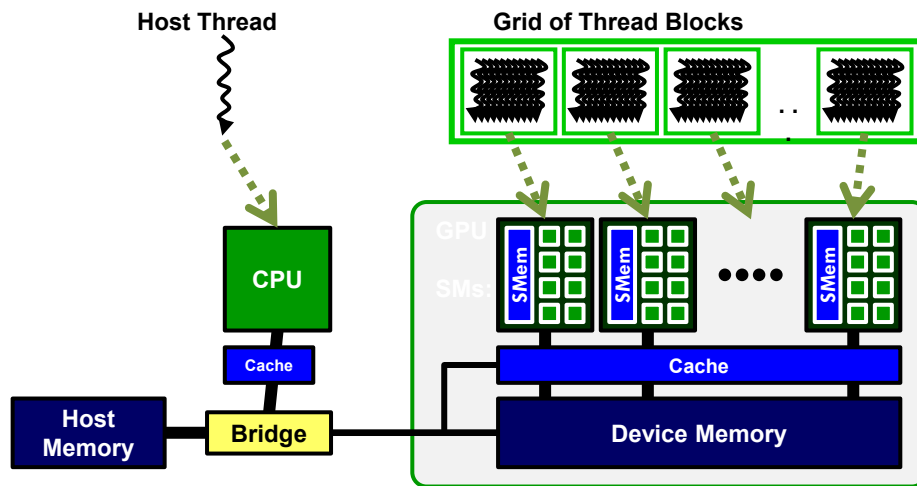 Host Thread
Grid of Thread Blocks
. .
.
GPU
SMs:
SMem
SMem
SMem
CPU
Cache
Cache
Host
Memory
Bridge
Device Memory